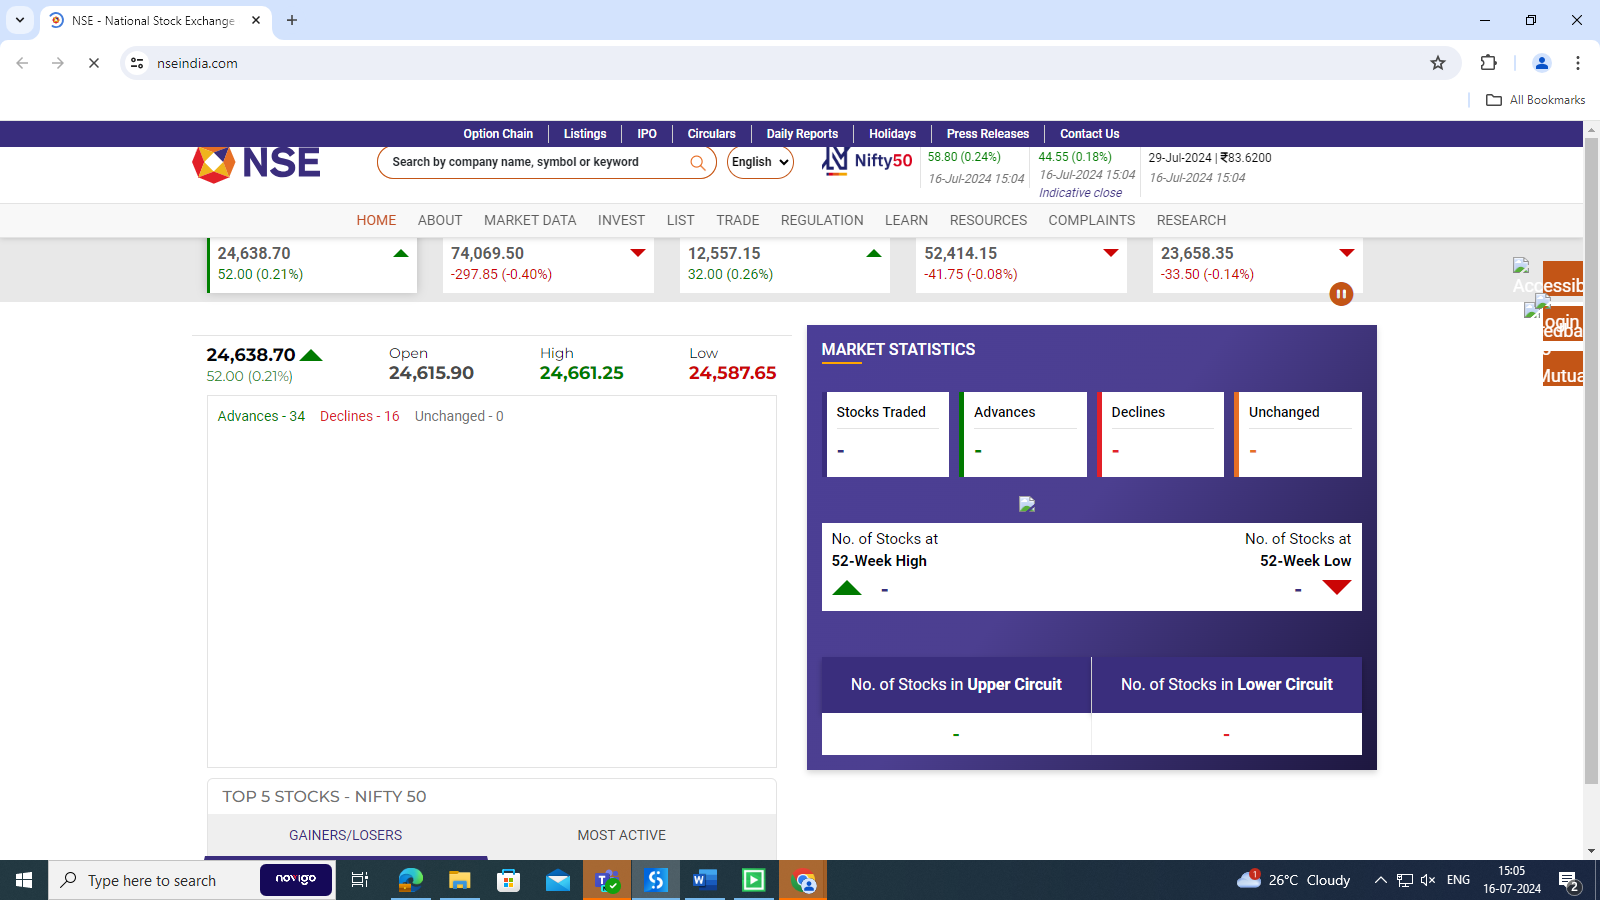 NSE - National Stock Exchange
nseindia.com
All Bookmarks
Option Chain
Listings
IPO
Circulars
Daily Reports
Holidays
Press Releases
Contact Us
NSE
Search by company name, symbol or keyword
English
Nifty50
58.80 (0.24%)
16-Jul-2024 15:04
44.55 (0.18%)
16-Jul-2024 15:04
Indicative close
29-Jul-2024 | ₹83.6200
16-Jul-2024 15:04
HOME ABOUT MARKET DATA INVEST LIST TRADE REGULATION LEARN RESOURCES COMPLAINTS RESEARCH
24,638.70
52.00 (0.21%)
74,069.50
-297.85 (-0.40%)
12,557.15
32.00 (0.26%)
52,414.15
-41.75 (-0.08%)
23,658.35
-33.50 (-0.14%)
Accessib
Login
edba
Mutua
24,638.70
52.00 (0.21%)
Open
24,615.90
High
24,661.25
Low
24,587.65
Advances - 34 Declines - 16 Unchanged - 0
MARKET STATISTICS
Stocks Traded
-
Advances
-
Declines
-
Unchanged
-
No. of Stocks at
52-Week High
-
No. of Stocks at
52-Week Low
-
No. of Stocks in Upper Circuit
-
No. of Stocks in Lower Circuit
-
TOP 5 STOCKS - NIFTY 50
GAINERS/LOSERS
MOST ACTIVE
Type here to search
novigo
1
26°C Cloudy
ENG
15:05
16-07-2024
2